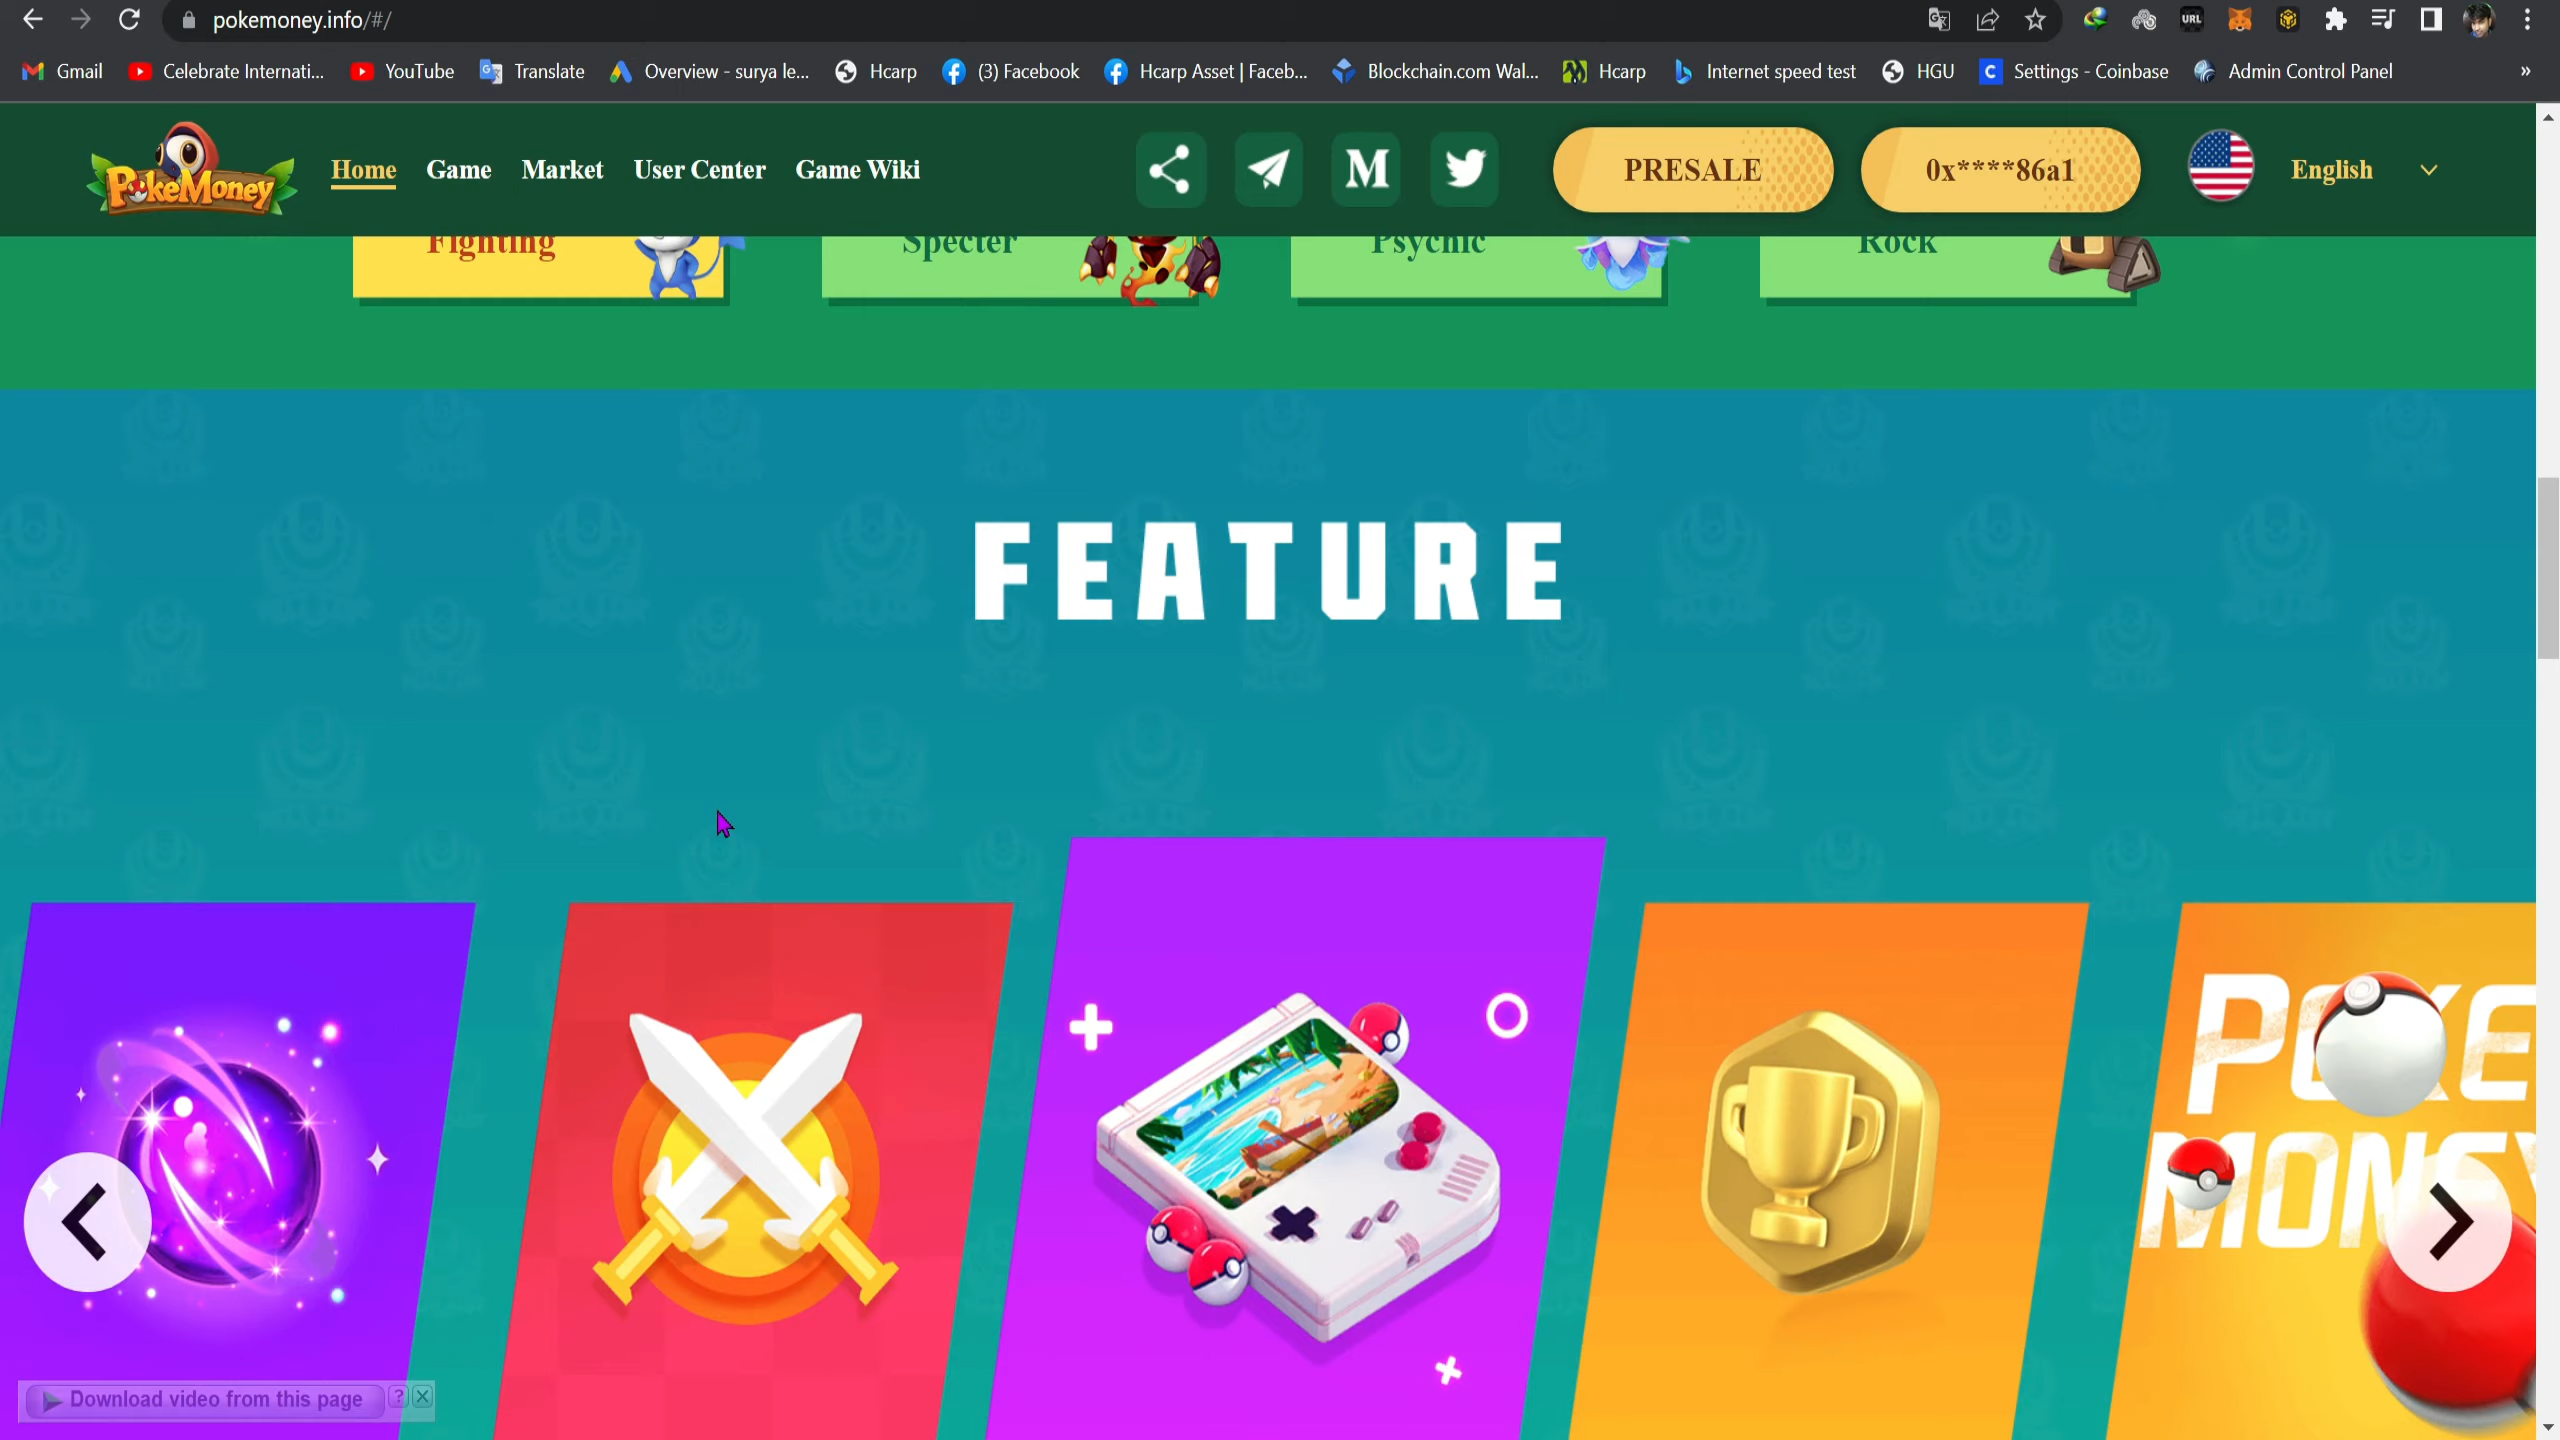 pokemoney.info/#/
Gmail Celebrate Internati... YouTube Translate Overview - surya le... Hcarp (3) Facebook Hcarp Asset | Faceb... Blockchain.com Wal... Hcarp Internet speed test HGU Settings - Coinbase Admin Control Panel »
PokeMoney Home Game Market User Center Game Wiki M PRESALE 0x****86a1 English
Fighting Specter Psychic Rock
FEATURE
POKE
MONEY
Download video from this page ?